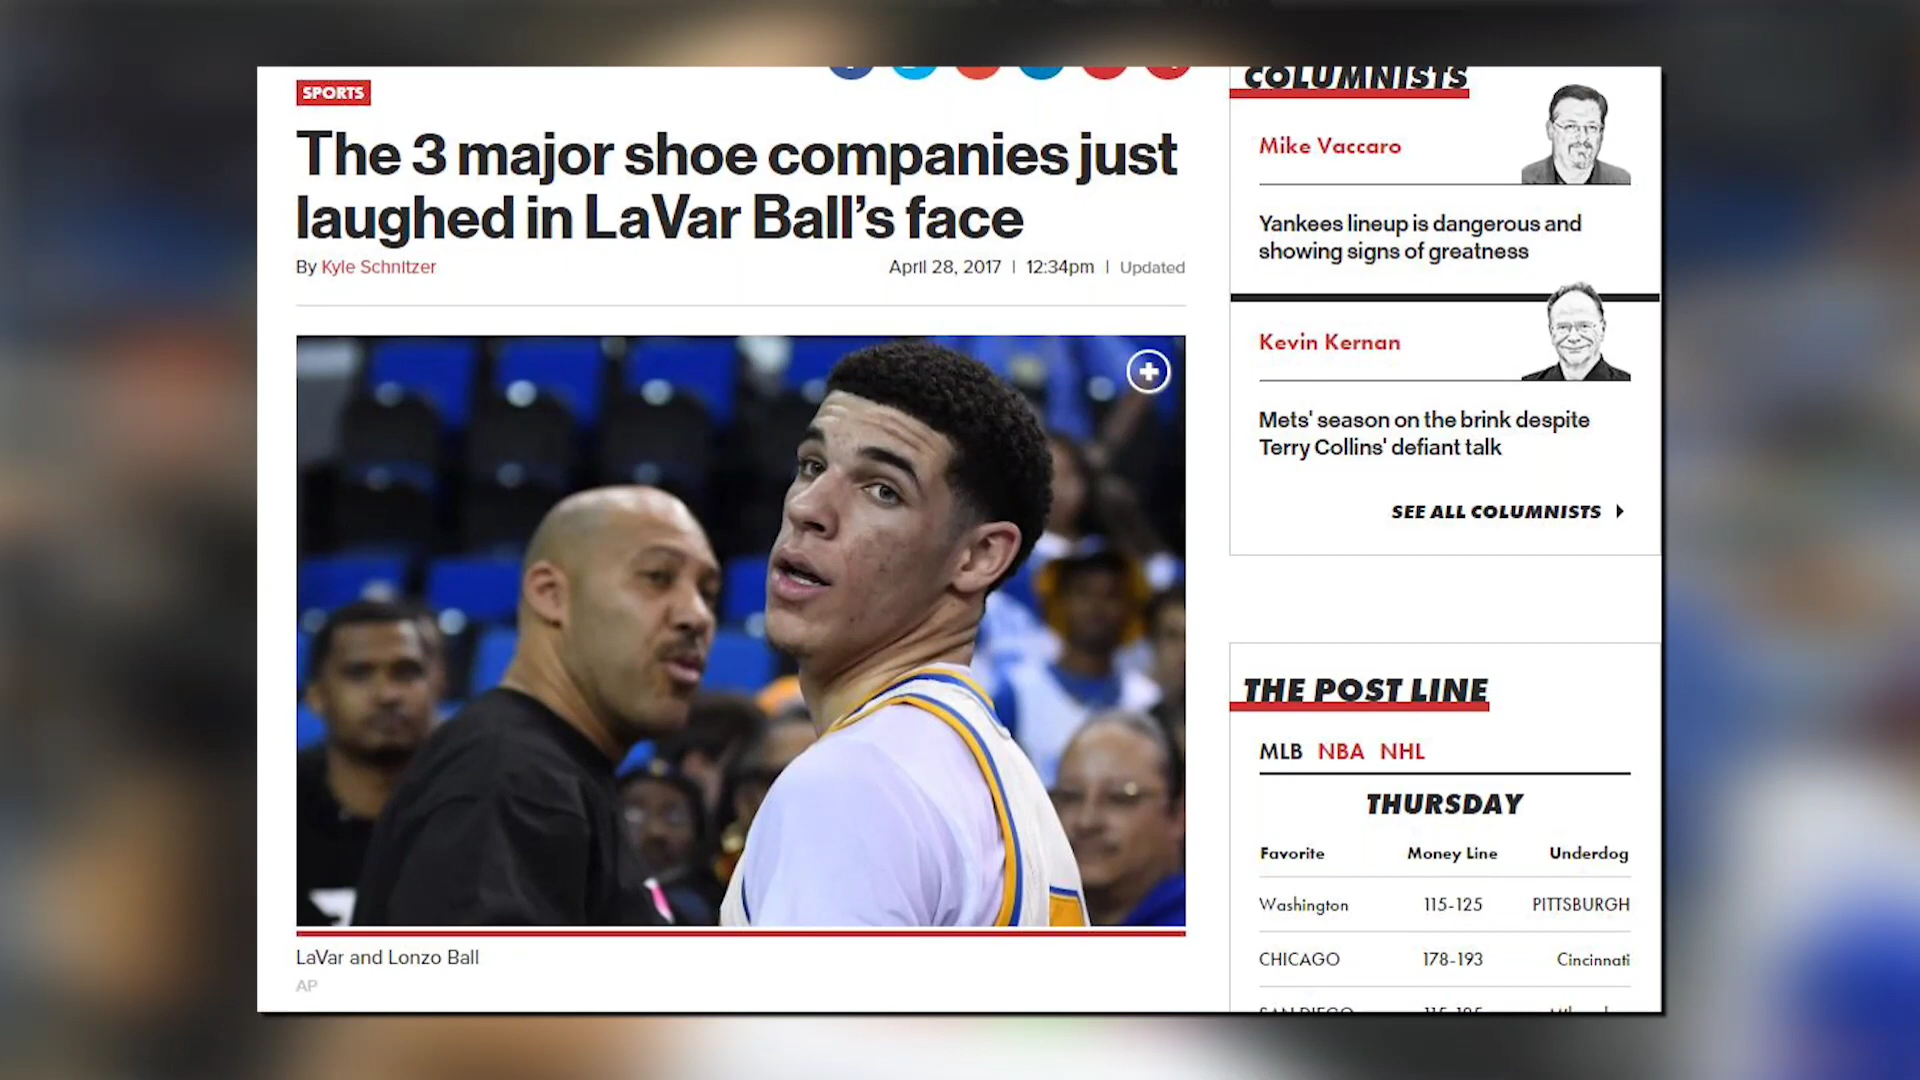 SPORTS
The 3 major shoe companies just
laughed in LaVar Ball's face
By Kyle Schnitzer
April 28, 2017 | 12:34pm | Updated
LaVar and Lonzo Ball
AP
COLUMNISTS
Mike Vaccaro
Yankees lineup is dangerous and
showing signs of greatness
Kevin Kernan
Mets' season on the brink despite
Terry Collins' defiant talk
SEE ALL COLUMNISTS
THE POST LINE
MLB NBA NHL
THURSDAY
Favorite Money Line Underdog
Washington 115-125 PITTSBURGH
CHICAGO 178-193 Cincinnati
SAN DIEGO